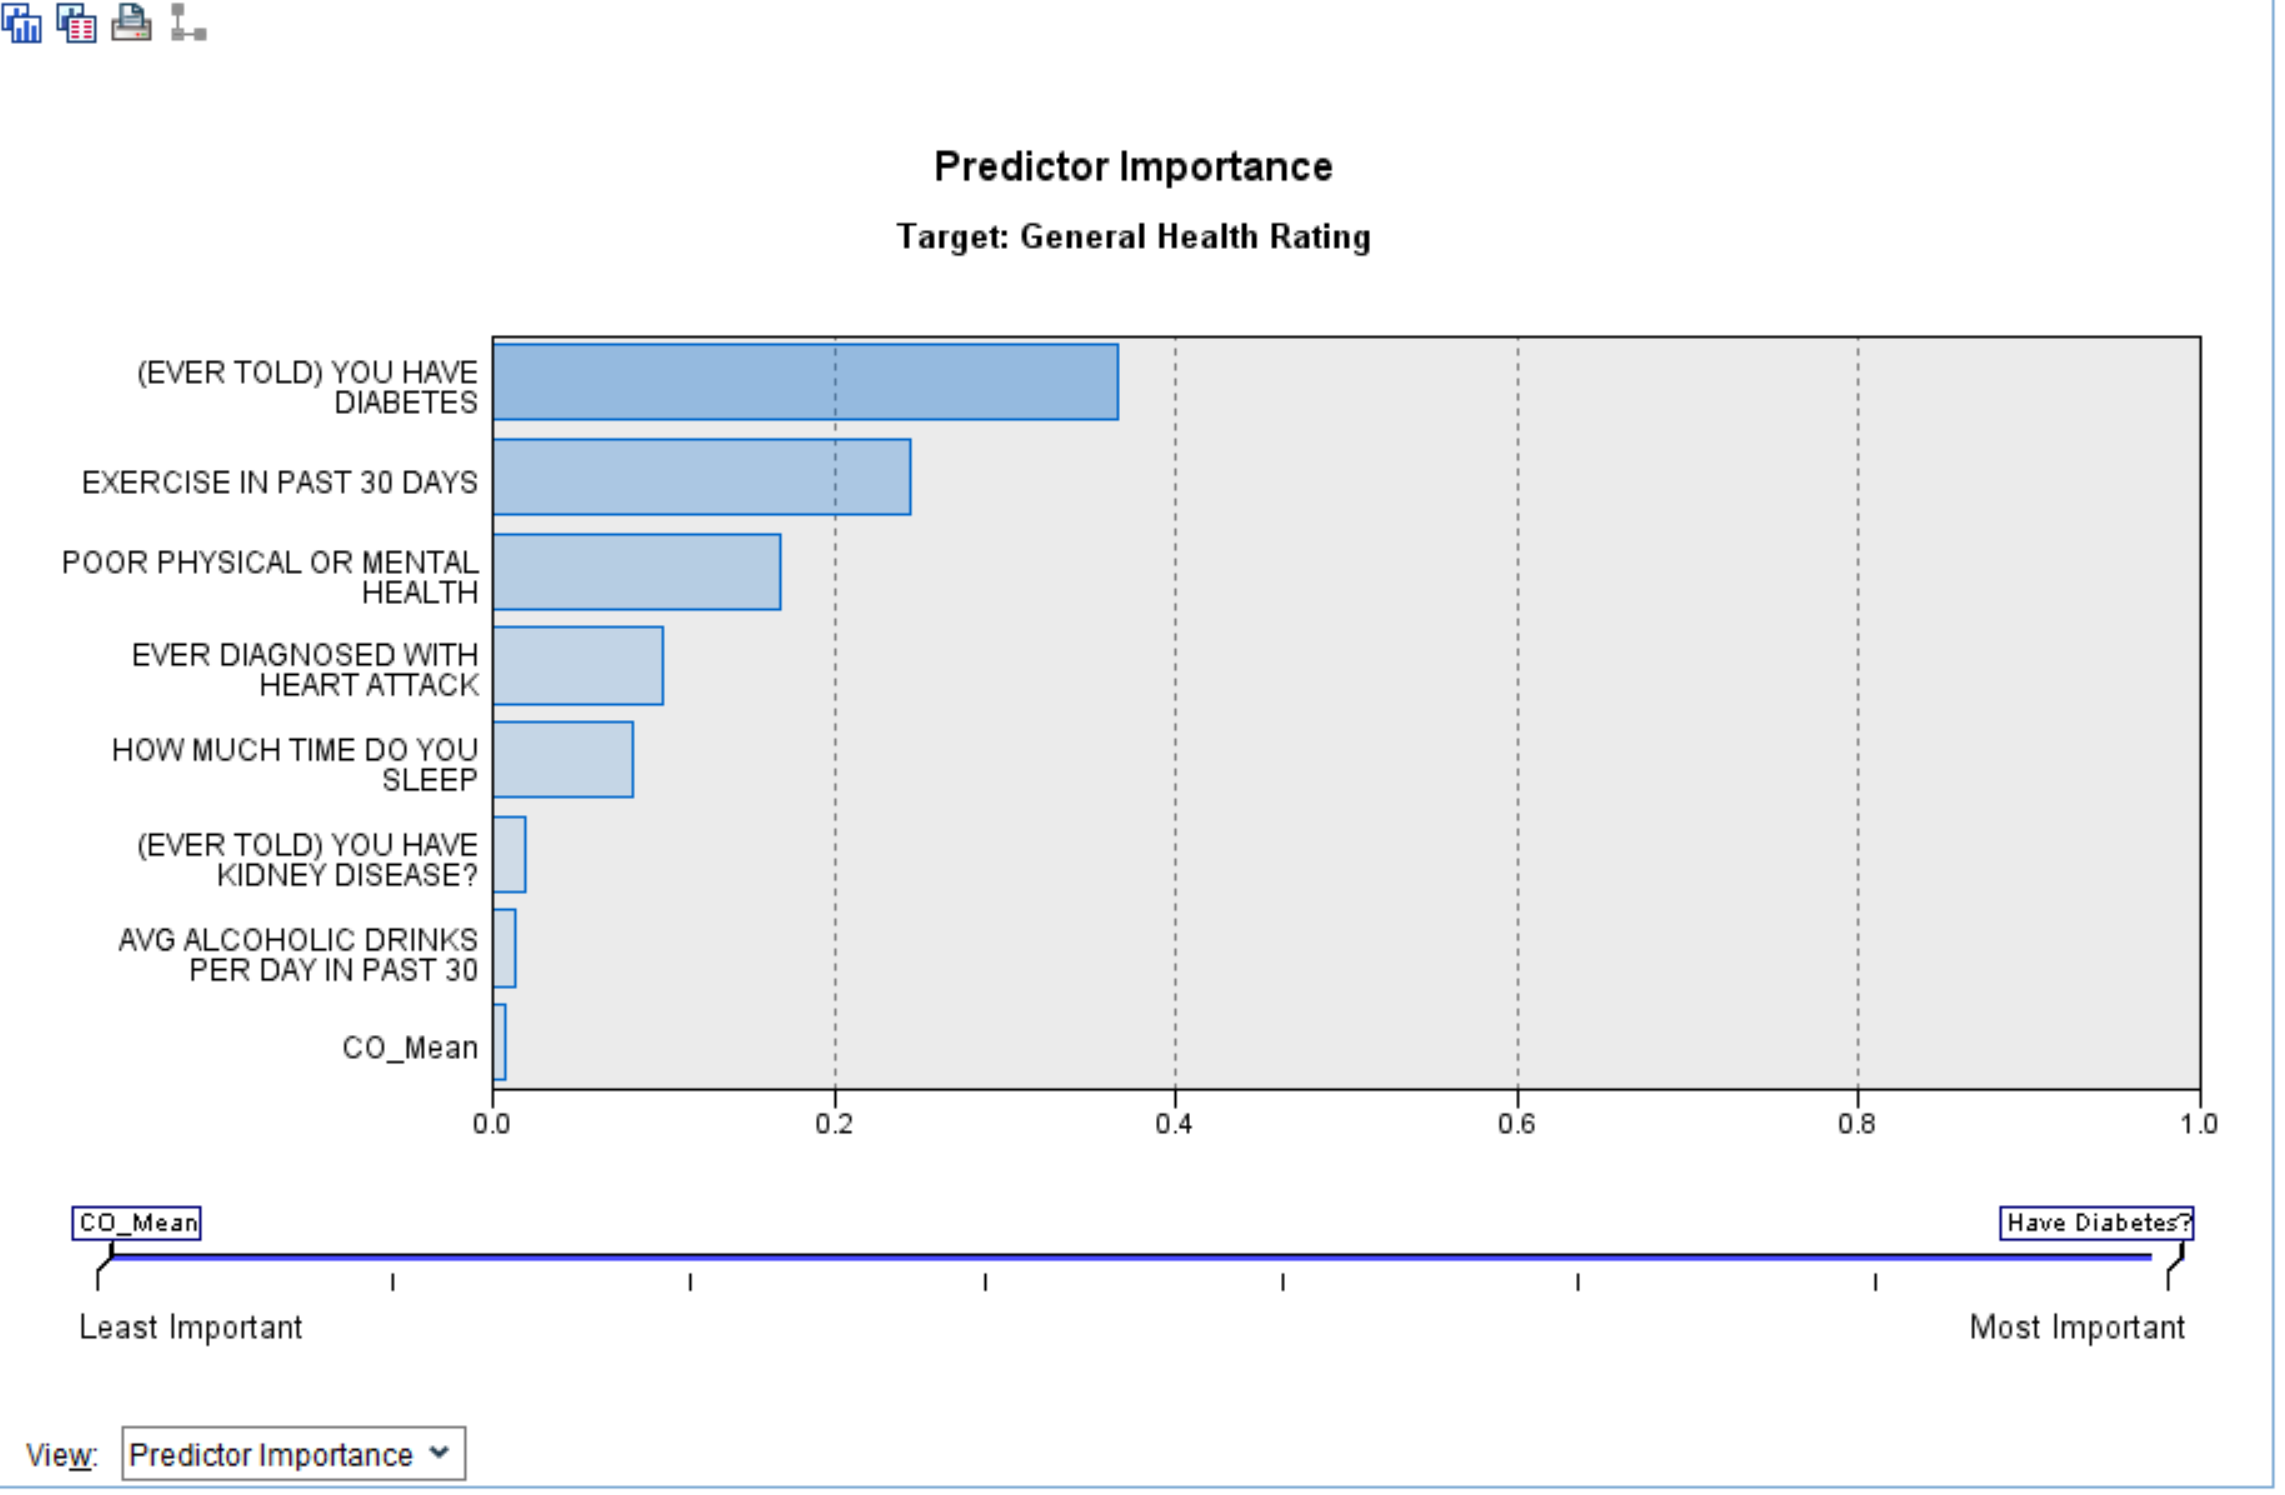 Predictor Importance
Target: General Health Rating
(EVER TOLD) YOU HAVE
DIABETES
EXERCISE IN PAST 30 DAYS
POOR PHYSICAL OR MENTAL
HEALTH
EVER DIAGNOSED WITH
HEART ATTACK
HOW MUCH TIME DO YOU
SLEEP
(EVER TOLD) YOU HAVE
KIDNEY DISEASE?
AVG ALCOHOLIC DRINKS
PER DAY IN PAST 30
CO_Mean
0.0 0.2 0.4 0.6 0.8 1.0
CO_Mean Have Diabetes?
Least Important Most Important
View: Predictor Importance